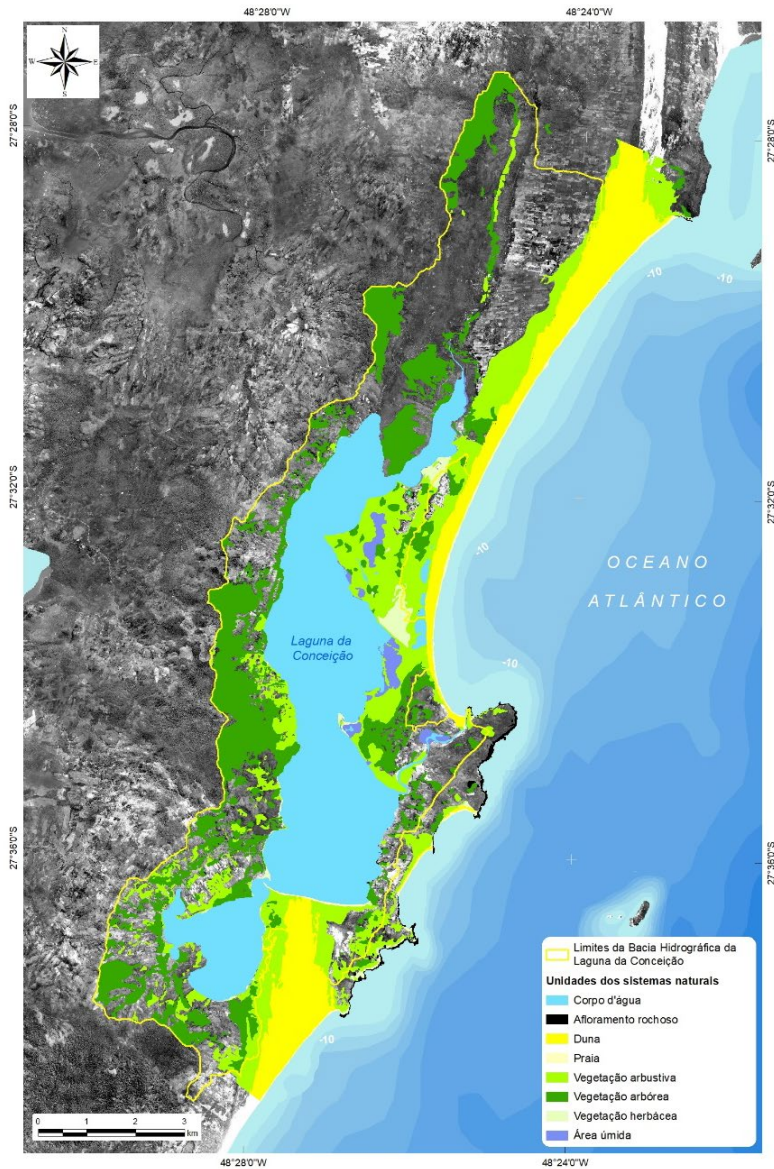 48°28'0"W 48°24'0"W
N
W E
S
27°28'0"S 27°28'0"S
-10
-10
27°32'0"S 27°32'0"S
-10
OCEANO
ATLÂNTICO
Laguna da
Conceição
-10
27°36'0"S 27°36'0"S
Limites da Bacia Hidrográfica da
Laguna da Conceição
Unidades dos sistemas naturais
Corpo d'água
Afloramento rochoso
Duna
Praia
Vegetação arbustiva
Vegetação arbórea
Vegetação herbácea
Área úmida
-10
0 1 2 3
km
48°28'0"W 48°24'0"W